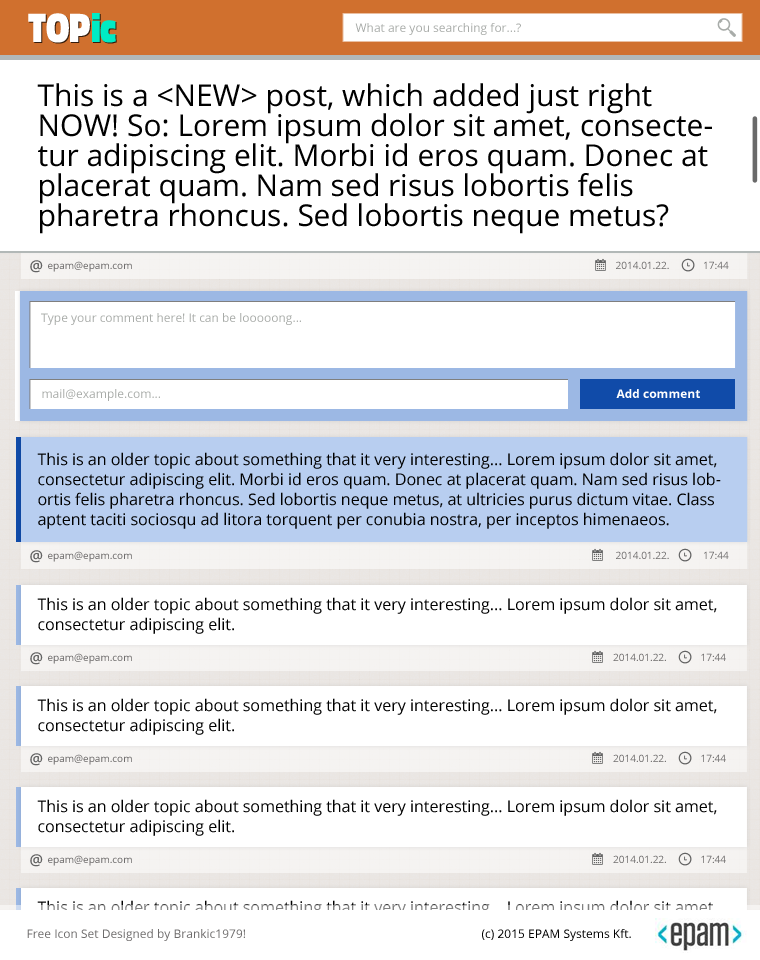 TOPic
What are you searching for...?
This is a <NEW> post, which added just right
NOW! So: Lorem ipsum dolor sit amet, consecte-
tur adipiscing elit. Morbi id eros quam. Donec at
placerat quam. Nam sed risus lobortis felis
pharetra rhoncus. Sed lobortis neque metus?
@ epam@epam.com 2014.01.22. 17:44
Type your comment here! It can be looooong...
mail@example.com... Add comment
This is an older topic about something that it very interesting... Lorem ipsum dolor sit amet,
consectetur adipiscing elit. Morbi id eros quam. Donec at placerat quam. Nam sed risus lob-
ortis felis pharetra rhoncus. Sed lobortis neque metus, at ultricies purus dictum vitae. Class
aptent taciti sociosqu ad litora torquent per conubia nostra, per inceptos himenaeos.
@ epam@epam.com 2014.01.22. 17:44
This is an older topic about something that it very interesting... Lorem ipsum dolor sit amet,
consectetur adipiscing elit.
@ epam@epam.com 2014.01.22. 17:44
This is an older topic about something that it very interesting... Lorem ipsum dolor sit amet,
consectetur adipiscing elit.
@ epam@epam.com 2014.01.22. 17:44
This is an older topic about something that it very interesting... Lorem ipsum dolor sit amet,
consectetur adipiscing elit.
@ epam@epam.com 2014.01.22. 17:44
This is an older topic about something that it very interesting... Lorem ipsum dolor sit amet,
Free Icon Set Designed by Brankic1979! (c) 2015 EPAM Systems Kft. <epam>